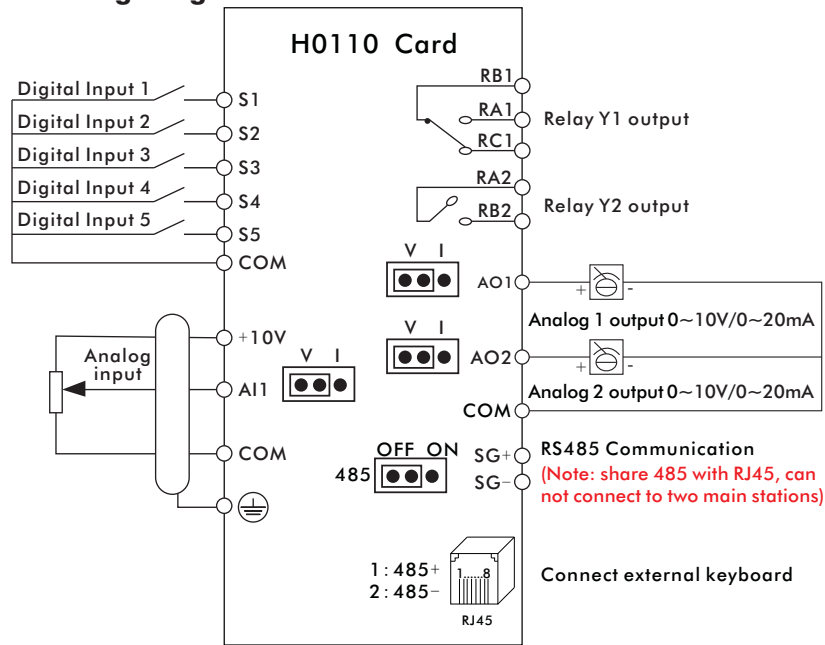 H0110 Card
Digital Input 1
S1
Digital Input 2
S2
Digital Input 3
S3
Digital Input 4
S4
Digital Input 5
S5
COM
+10V
Analog
input
V I
AI1
COM
RB1
RA1
Relay Y1 output
RC1
RA2
RB2
Relay Y2 output
V I
AO1
+ -
Analog 1 output 0~10V/0~20mA
V I
AO2
+ -
Analog 2 output 0~10V/0~20mA
COM
OFF ON
485
SG+
SG-
RS485 Communication
(Note: share 485 with RJ45, can
not connect to two main stations)
1:485+
2:485-
1......8
RJ45
Connect external keyboard